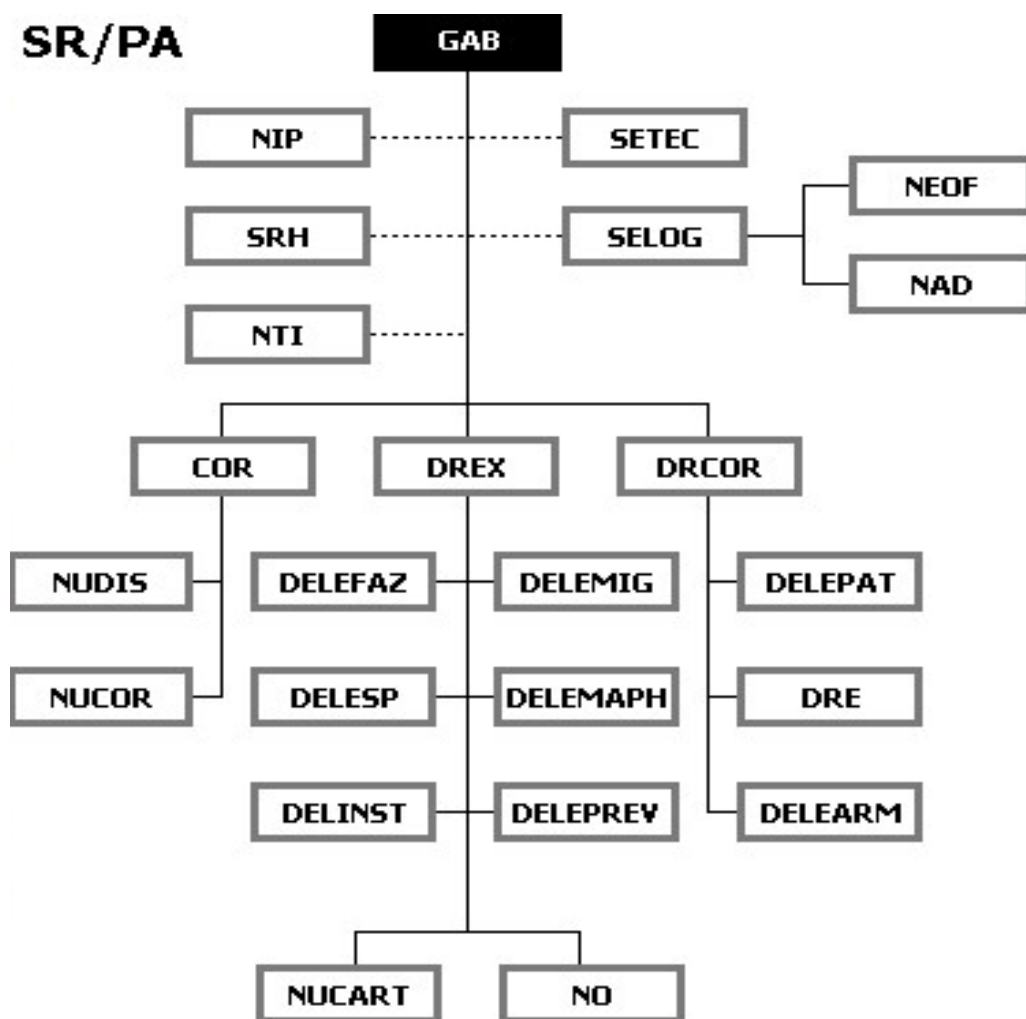 SR/PA
GAB
NIP
SETEC
NEOF
SRH
SELOG
NAD
NTI
COR
DREX
DRCOR
NUDIS
DELEFAZ
DELEMIG
DELEPAT
NUCOR
DELESP
DELEMAPH
DRE
DELINST
DELEPREV
DELEARM
NUCART
NO